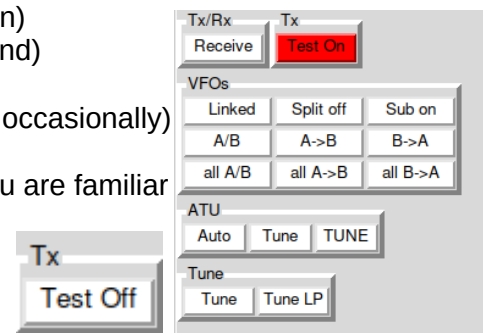 n)
nd)
occasionally)
u are familiar
Tx
Test Off
Tx/Rx Tx
Receive Test On
VFOs
Linked Split off Sub on
A/B A->B B->A
all A/B all A->B all B->A
ATU
Auto Tune TUNE
Tune
Tune Tune LP